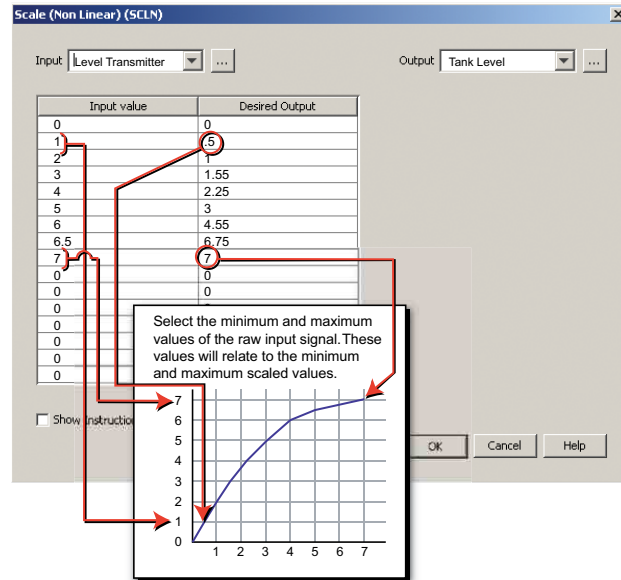 Scale (Non Linear) (SCLN)
Input Level Transmitter ... Output Tank Level ...
Input value Desired Output
0 0
1 .5
2 1
3 1.55
4 2.25
5 3
6 4.55
6.5 6.75
7 7
0 0
0 0
0
0
0
0
0
Select the minimum and maximum
values of the raw input signal. These
values will relate to the minimum
and maximum scaled values.
Show Instruction
OK Cancel Help
7
6
5
4
3
2
1
0
1 2 3 4 5 6 7